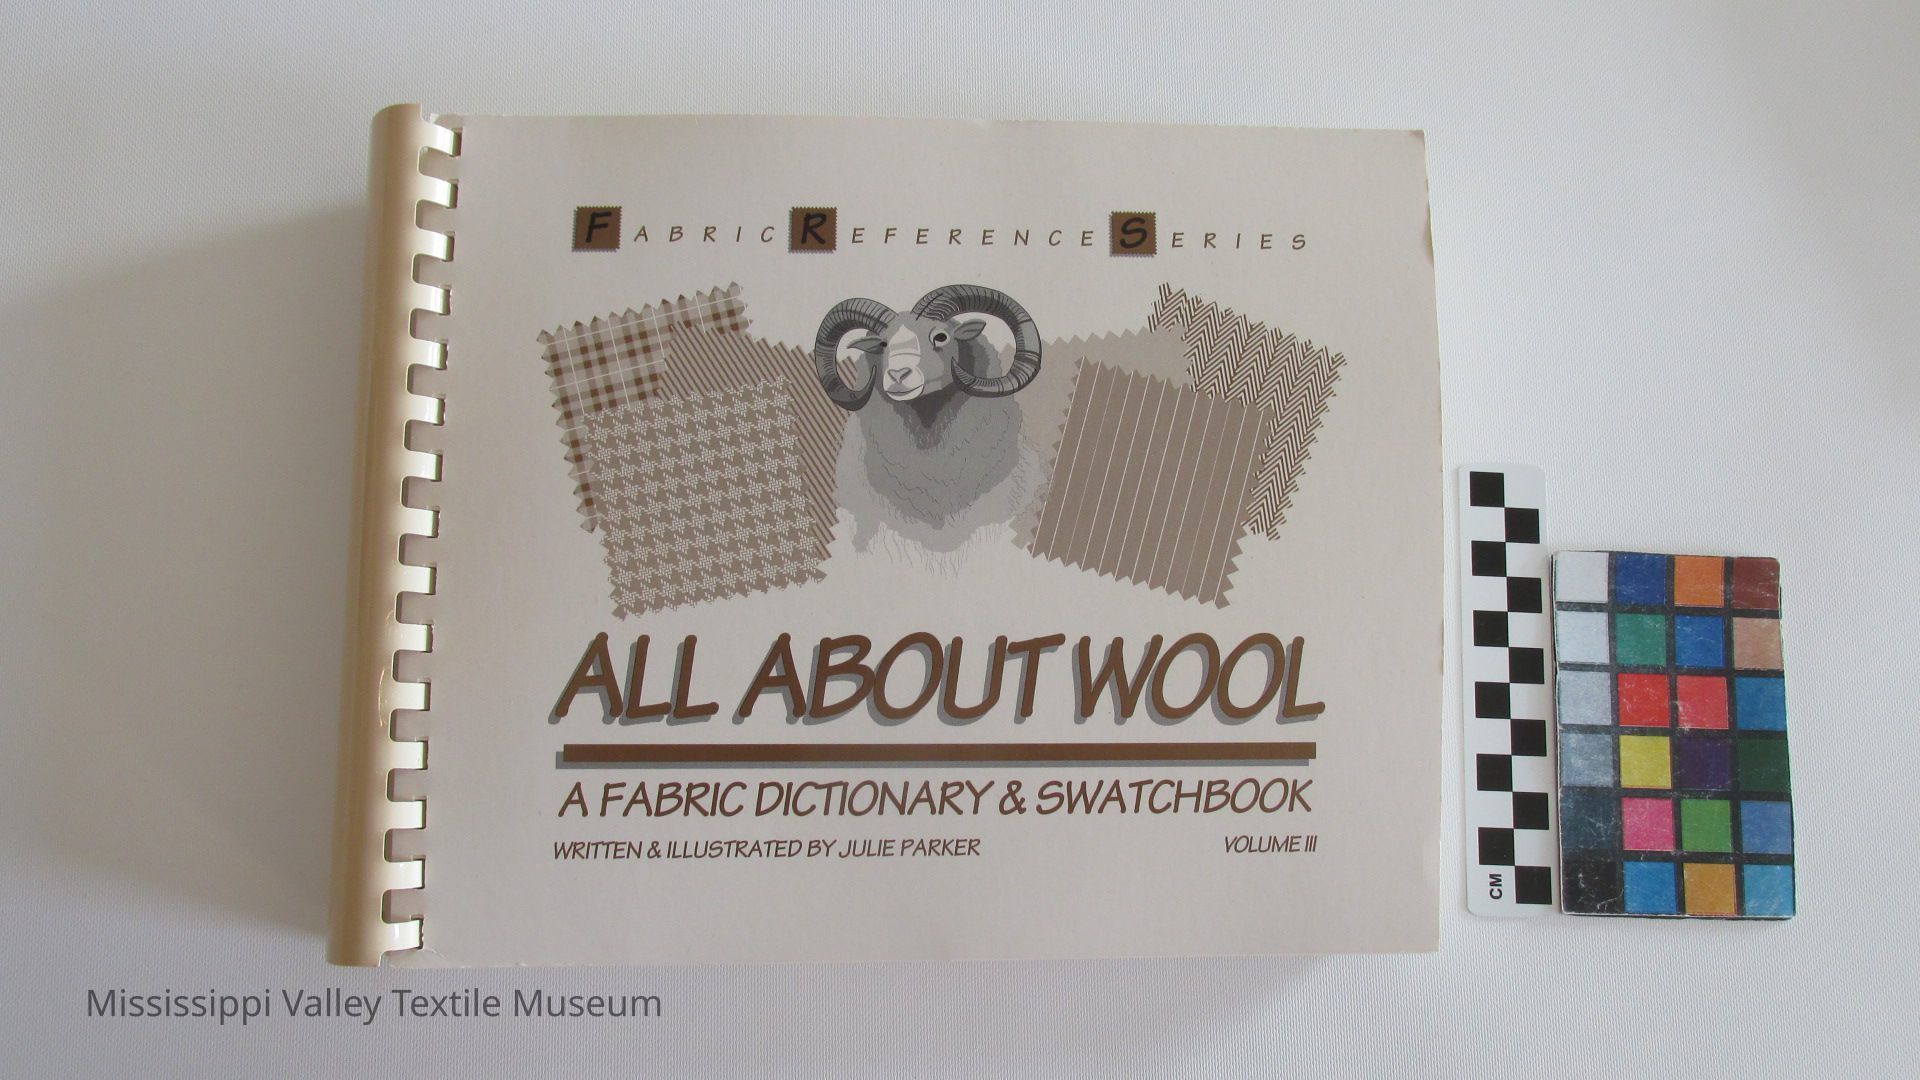 FABRIC REFERENCE SERIES
ALL ABOUT WOOL
A FABRIC DICTIONARY & SWATCHBOOK
WRITTEN & ILLUSTRATED BY JULIE PARKER
VOLUME III
CM
Mississippi Valley Textile Museum